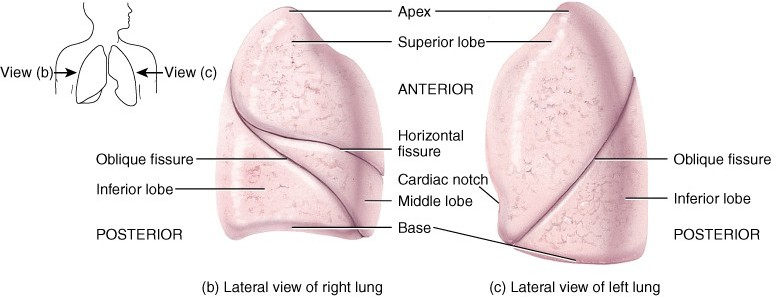 View (b)
View (c)
Apex
Superior lobe
ANTERIOR
Horizontal
fissure
Oblique fissure
Oblique fissure
Cardiac notch
Inferior lobe
Middle lobe
Inferior lobe
POSTERIOR
Base
POSTERIOR
(b) Lateral view of right lung
(c) Lateral view of left lung